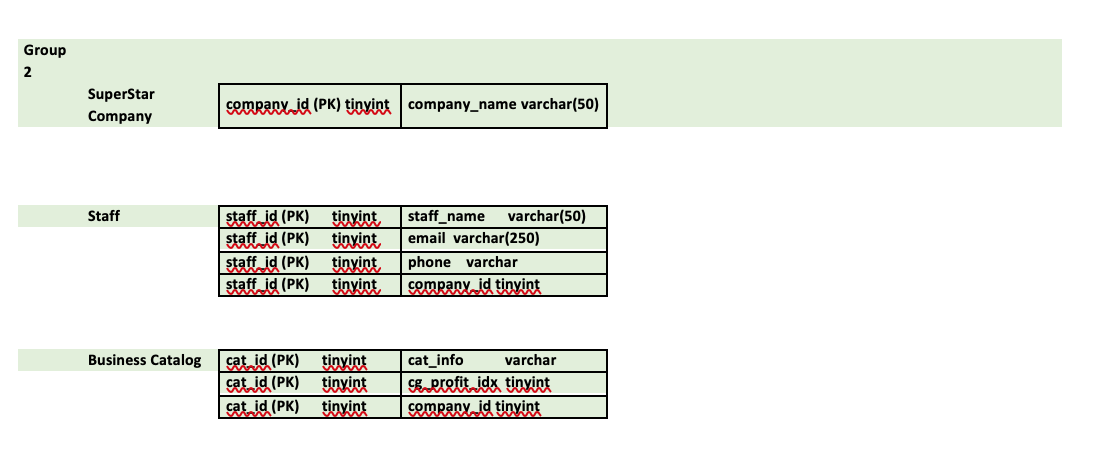 Group
2
SuperStar
Company
company_id (PK) tinyint company_name varchar(50)
Staff staff_id (PK) tinyint staff_name varchar(50)
staff_id (PK) tinyint email varchar(250)
staff_id (PK) tinyint phone varchar
staff_id (PK) tinyint company_id tinyint
Business Catalog cat_id (PK) tinyint cat_info varchar
cat_id (PK) tinyint cg_profit_idx tinyint
cat_id (PK) tinyint company_id tinyint